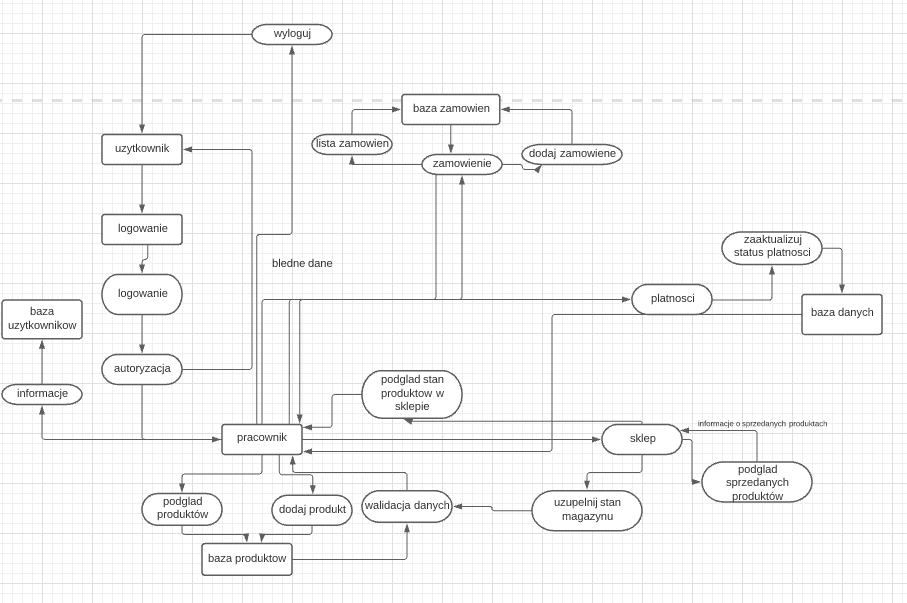 wyloguj
baza zamowien
uzytkownik
lista zamowien
zamowienie
dodaj zamowiene
logowanie
zaaktualizuj
status platnosci
bledne dane
logowanie
platnosci
baza danych
baza
uzytkownikow
autoryzacja
informacje
podglad stan
produktow w
sklepie
pracownik
sklep
informacje o sprzedanych produktach
podglad
sprzedanych
produktów
podglad
produktów
dodaj produkt
walidacja danych
uzupelnij stan
magazynu
baza produktow